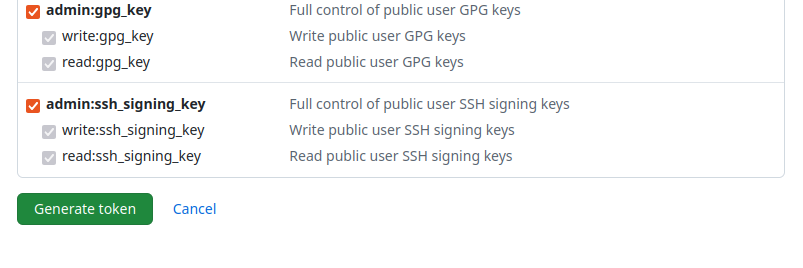 admin:gpg_key Full control of public user GPG keys
write:gpg_key Write public user GPG keys
read:gpg_key Read public user GPG keys
admin:ssh_signing_key Full control of public user SSH signing keys
write:ssh_signing_key Write public user SSH signing keys
read:ssh_signing_key Read public user SSH signing keys
Generate token Cancel